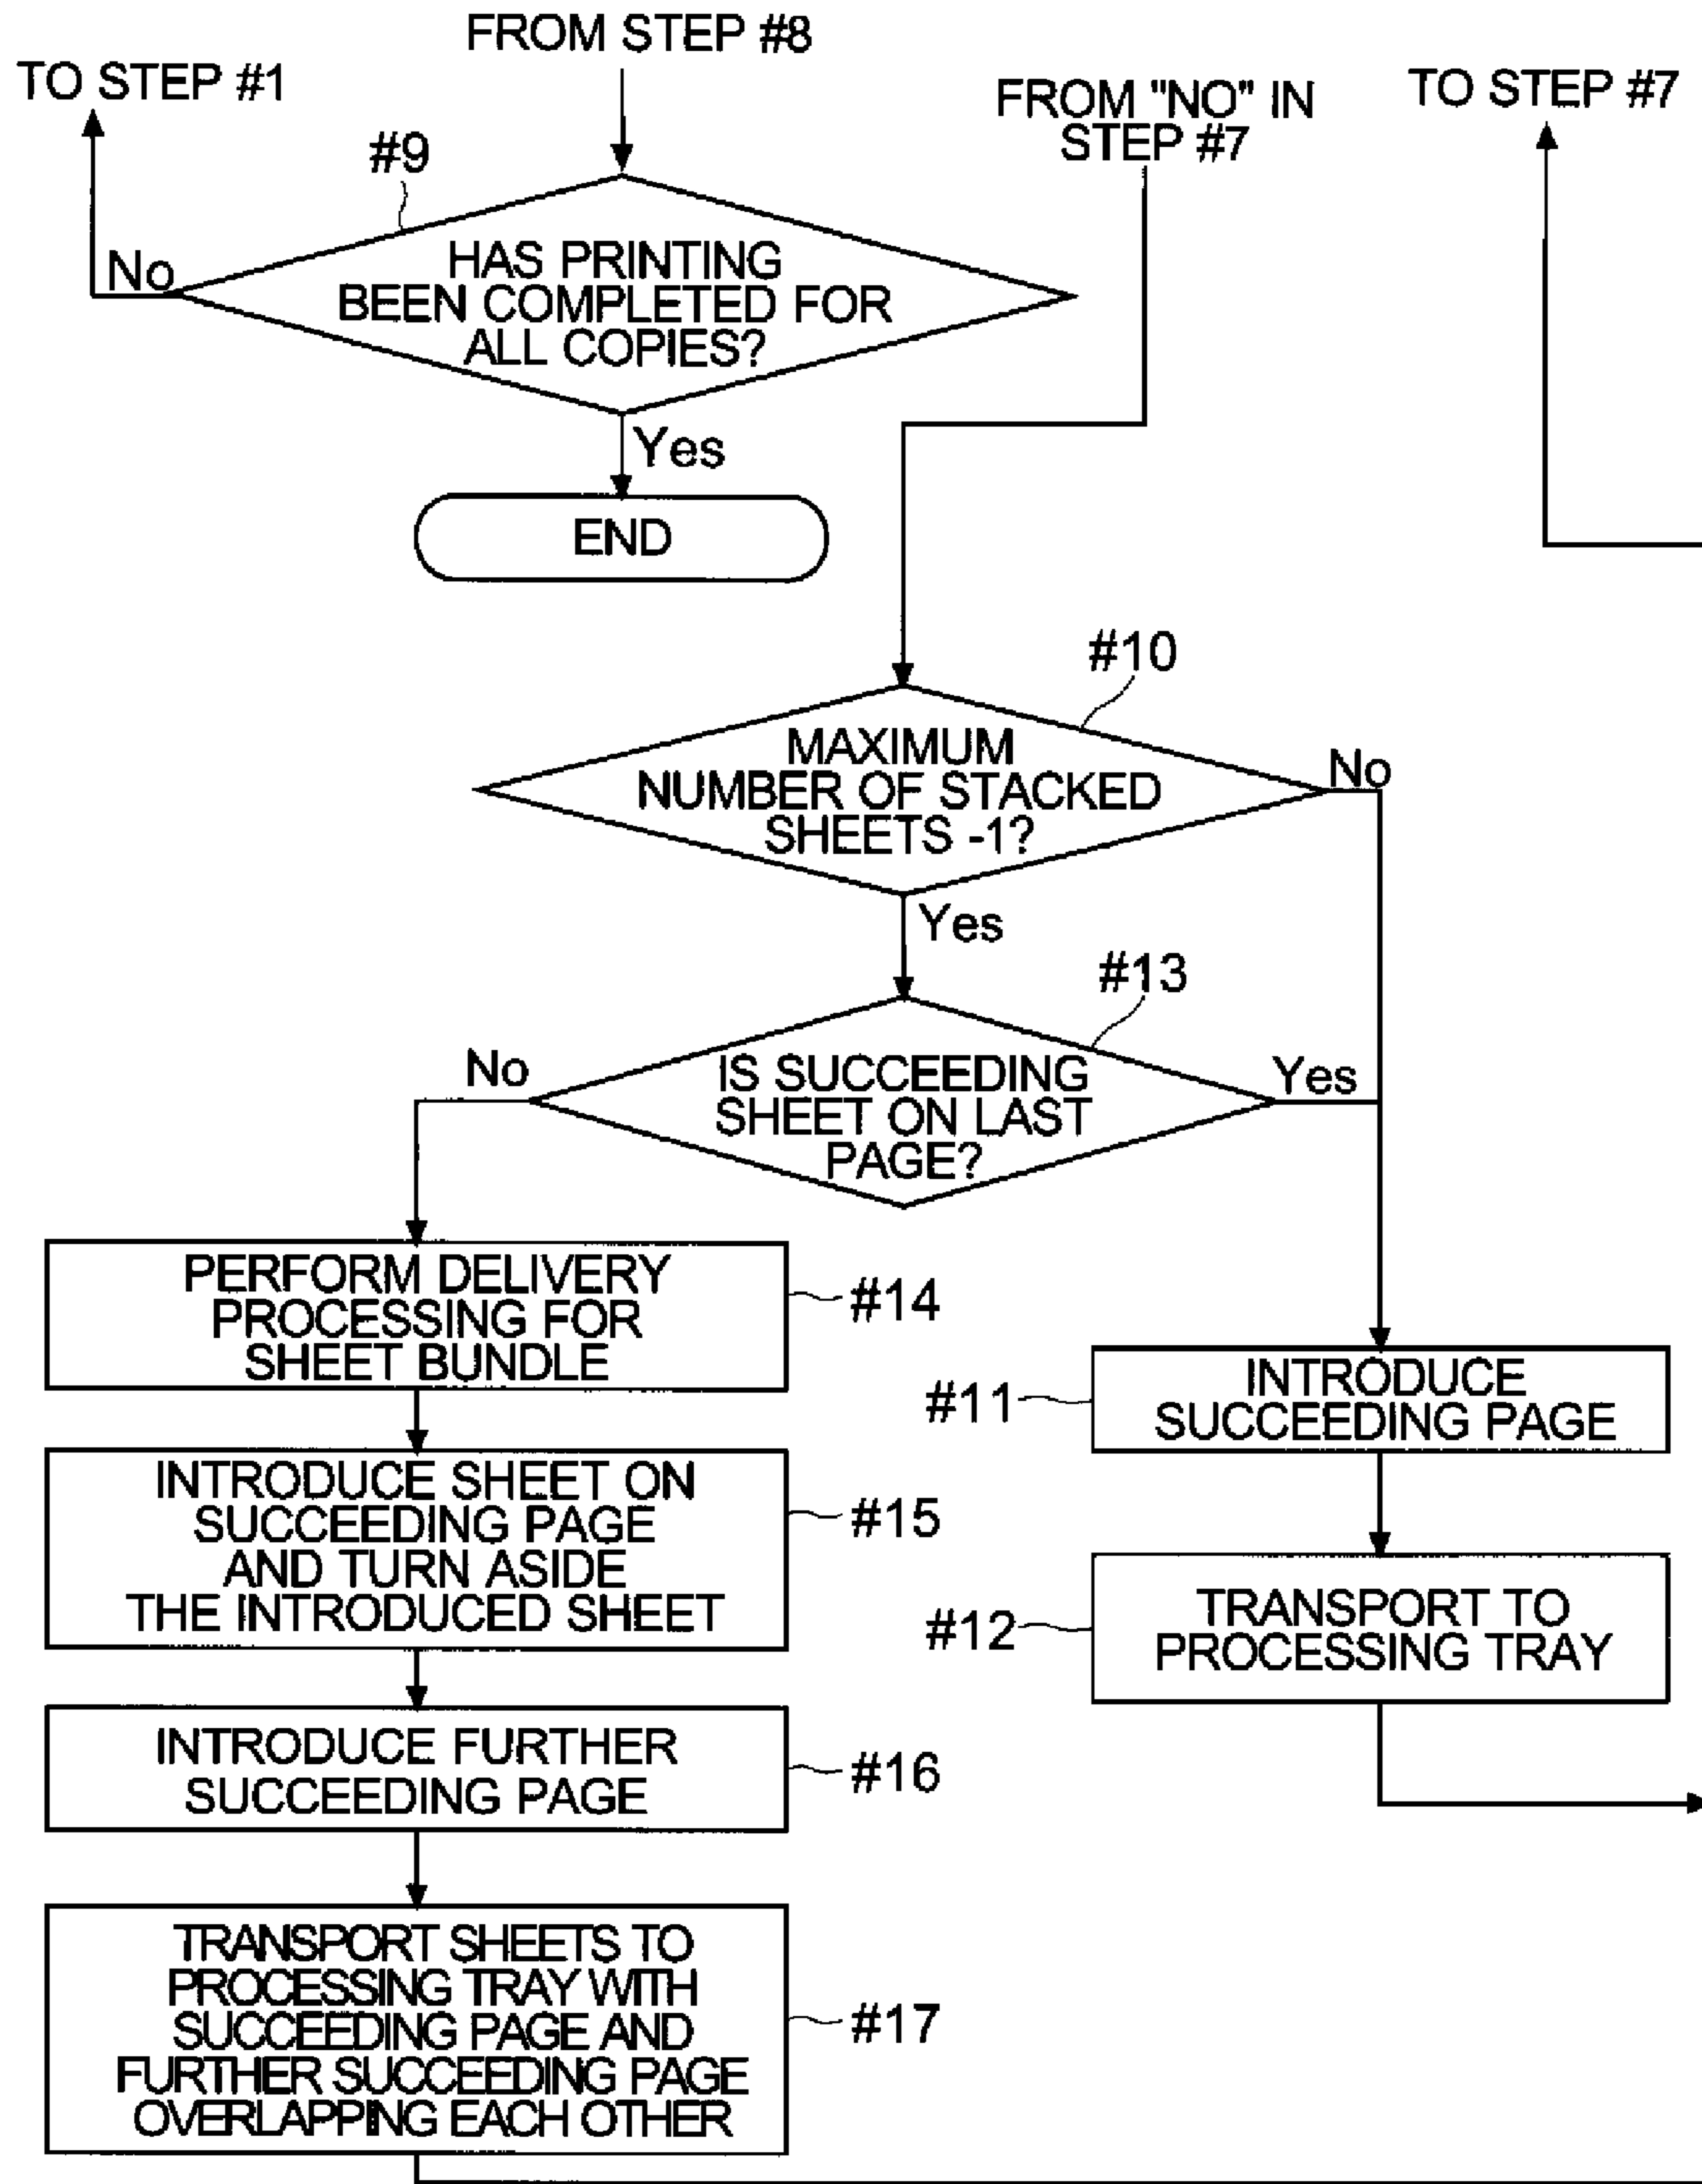 FROM STEP #8
TO STEP #1
FROM "NO" IN
STEP #7
TO STEP #7
#9
HAS PRINTING
BEEN COMPLETED FOR
ALL COPIES?
No
Yes
END
#10
MAXIMUM
NUMBER OF STACKED
SHEETS -1?
No
Yes
#13
IS SUCCEEDING
SHEET ON LAST
PAGE?
No
Yes
PERFORM DELIVERY
PROCESSING FOR
SHEET BUNDLE
#14
#11
INTRODUCE
SUCCEEDING PAGE
INTRODUCE SHEET ON
SUCCEEDING PAGE
AND TURN ASIDE
THE INTRODUCED SHEET
#15
#12
TRANSPORT TO
PROCESSING TRAY
INTRODUCE FURTHER
SUCCEEDING PAGE
#16
TRANSPORT SHEETS TO
PROCESSING TRAY WITH
SUCCEEDING PAGE AND
FURTHER SUCCEEDING PAGE
OVERLAPPING EACH OTHER
#17